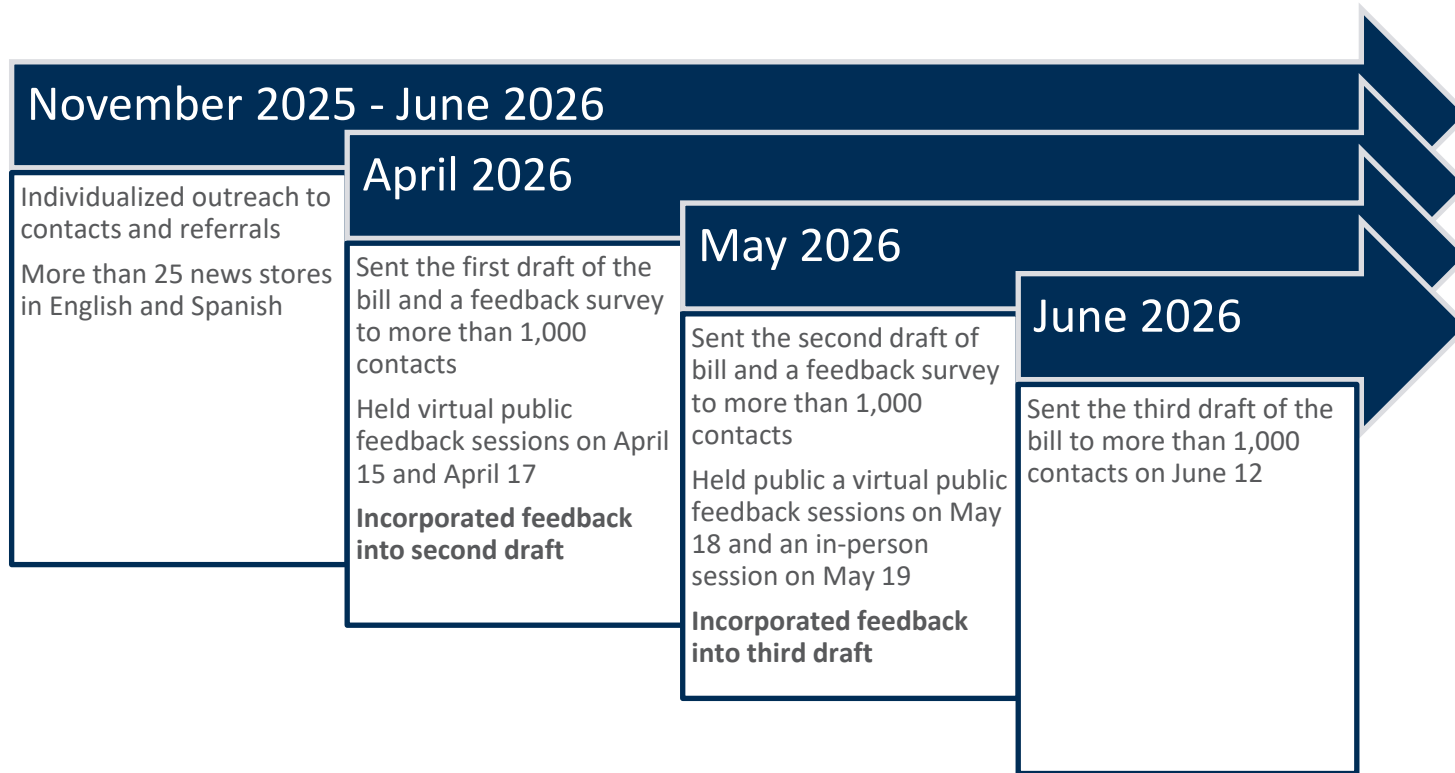 November 2025 - June 2026
Individualized outreach to
contacts and referrals
More than 25 news stores
in English and Spanish
April 2026
Sent the first draft of the
bill and a feedback survey
to more than 1,000
contacts
Held virtual public
feedback sessions on April
15 and April 17
Incorporated feedback
into second draft
May 2026
Sent the second draft of
bill and a feedback survey
to more than 1,000
contacts
Held public a virtual public
feedback sessions on May
18 and an in-person
session on May 19
Incorporated feedback
into third draft
June 2026
Sent the third draft of the
bill to more than 1,000
contacts on June 12